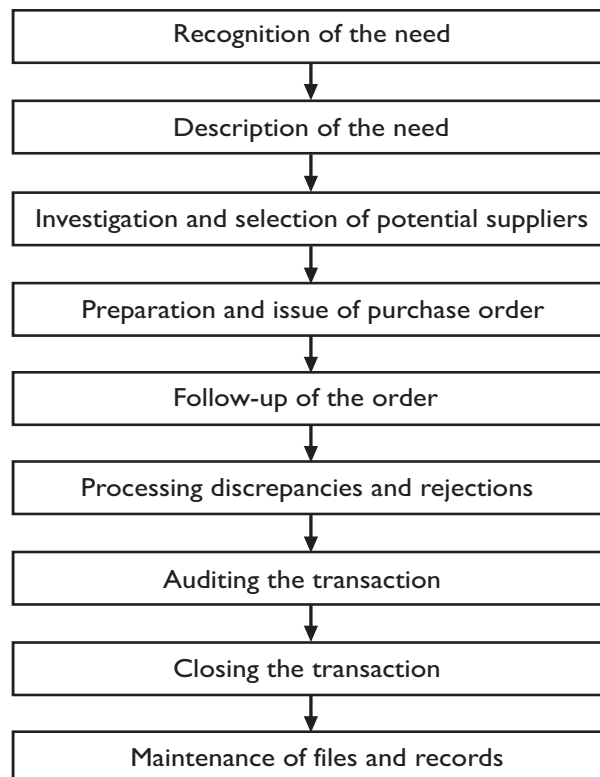 Recognition of the need
Description of the need
Investigation and selection of potential suppliers
Preparation and issue of purchase order
Follow-up of the order
Processing discrepancies and rejections
Auditing the transaction
Closing the transaction
Maintenance of files and records